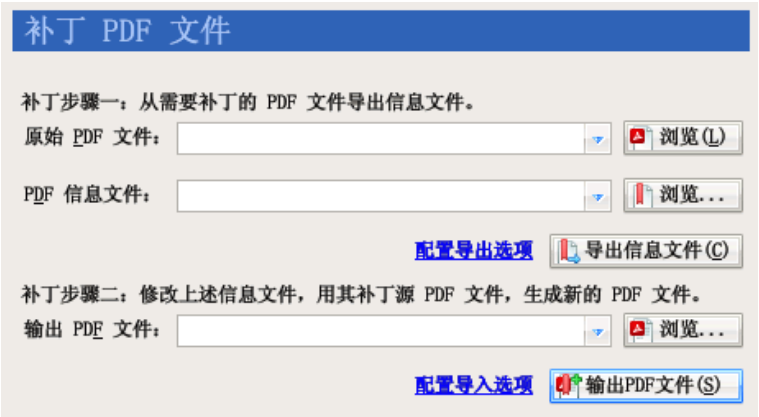 补丁 PDF 文件
补丁步骤一：从需要补丁的 PDF 文件导出信息文件。
原始 PDF 文件： 浏览(L)
PDF 信息文件： 浏览...
配置导出选项 导出信息文件(C)
补丁步骤二：修改上述信息文件，用其补丁源 PDF 文件，生成新的 PDF 文件。
输出 PDF 文件： 浏览...
配置导入选项 输出PDF文件(S)